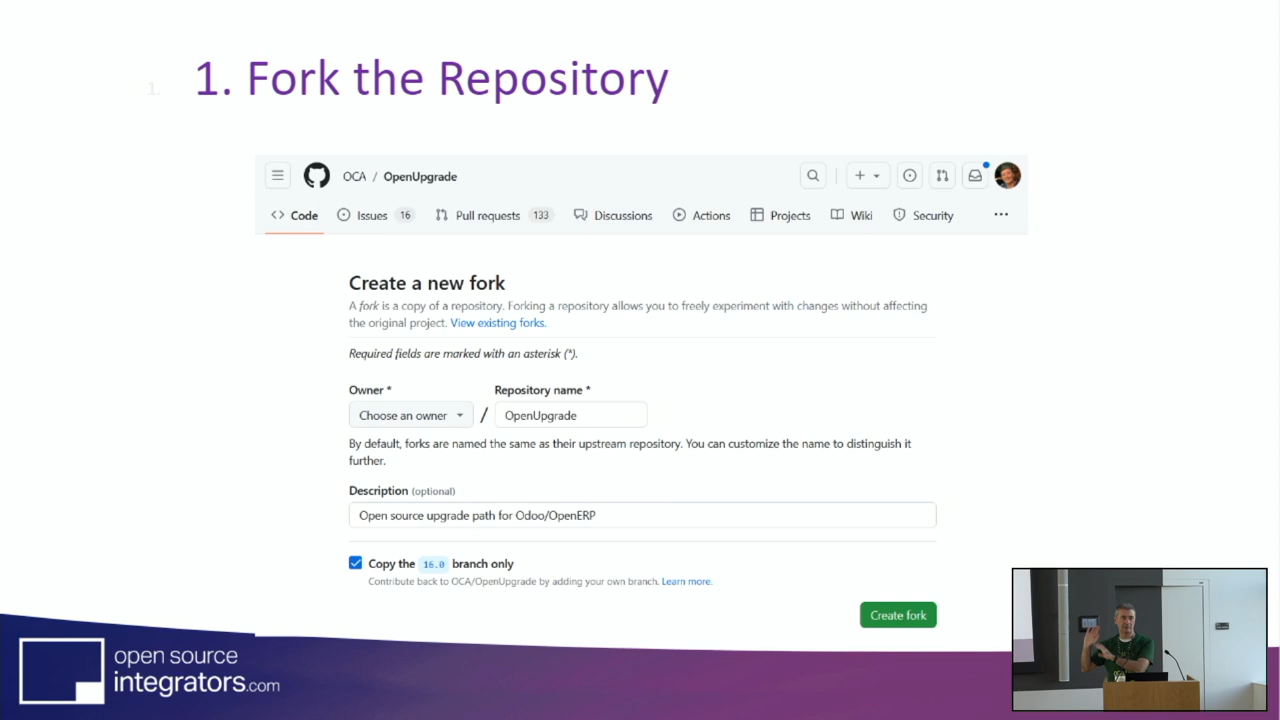 1. 1. Fork the Repository
OCA / OpenUpgrade
Code Issues 16 Pull requests 133 Discussions Actions Projects Wiki Security
Create a new fork
A fork is a copy of a repository. Forking a repository allows you to freely experiment with changes without affecting
the original project. View existing forks.
Required fields are marked with an asterisk (*).
Owner * Repository name *
Choose an owner / OpenUpgrade
By default, forks are named the same as their upstream repository. You can customize the name to distinguish it
further.
Description (optional)
Open source upgrade path for Odoo/OpenERP
Copy the 16.0 branch only
Contribute back to OCA/OpenUpgrade by adding your own branch. Learn more.
Create fork
open source
integrators.com